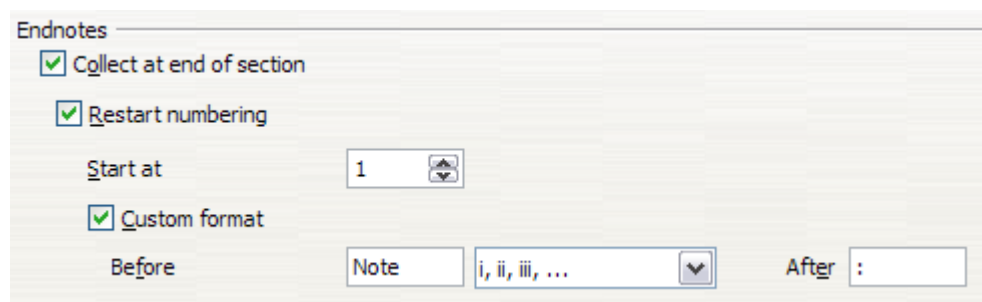 Endnotes
Collect at end of section
Restart numbering
Start at 1
Custom format
Before Note i, ii, iii, ... After :